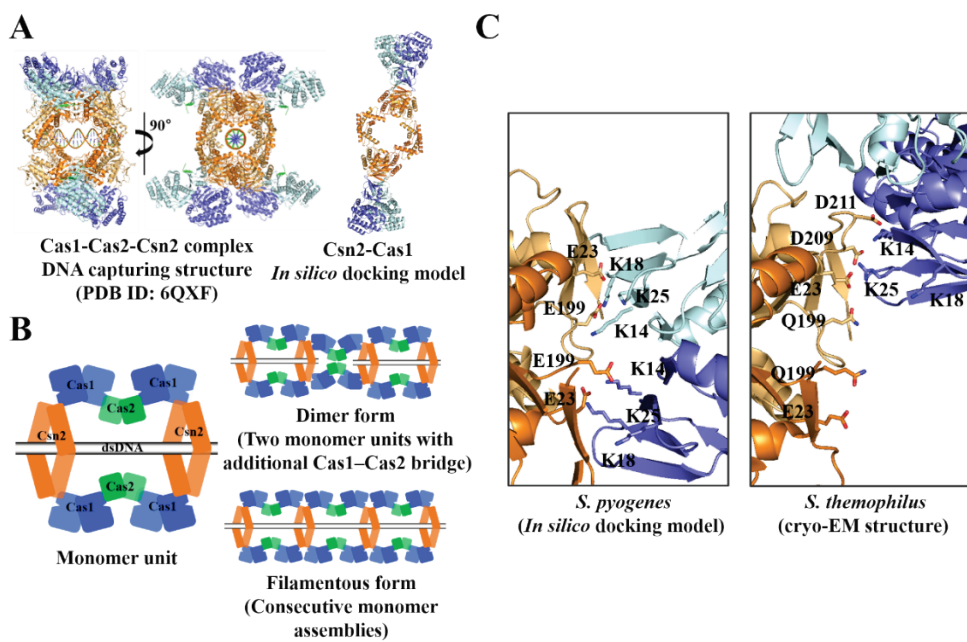 A
90°
Cas1-Cas2-Csn2 complex
DNA capturing structure
(PDB ID: 6QXF)
Csn2-Cas1
In silico docking model
B
Cas1
Cas1
Cas2
Csn2
Csn2
dsDNA
Cas2
Cas1
Cas1
Monomer unit
Dimer form
(Two monomer units with
additional Cas1–Cas2 bridge)
Filamentous form
(Consecutive monomer
assemblies)
C
E23
K18
K25
E199
K14
E199
K14
E23
K25
K18
S. pyogenes
(In silico docking model)
D211
D209
K14
E23
K25
K18
Q199
Q199
E23
S. themophilus
(cryo-EM structure)